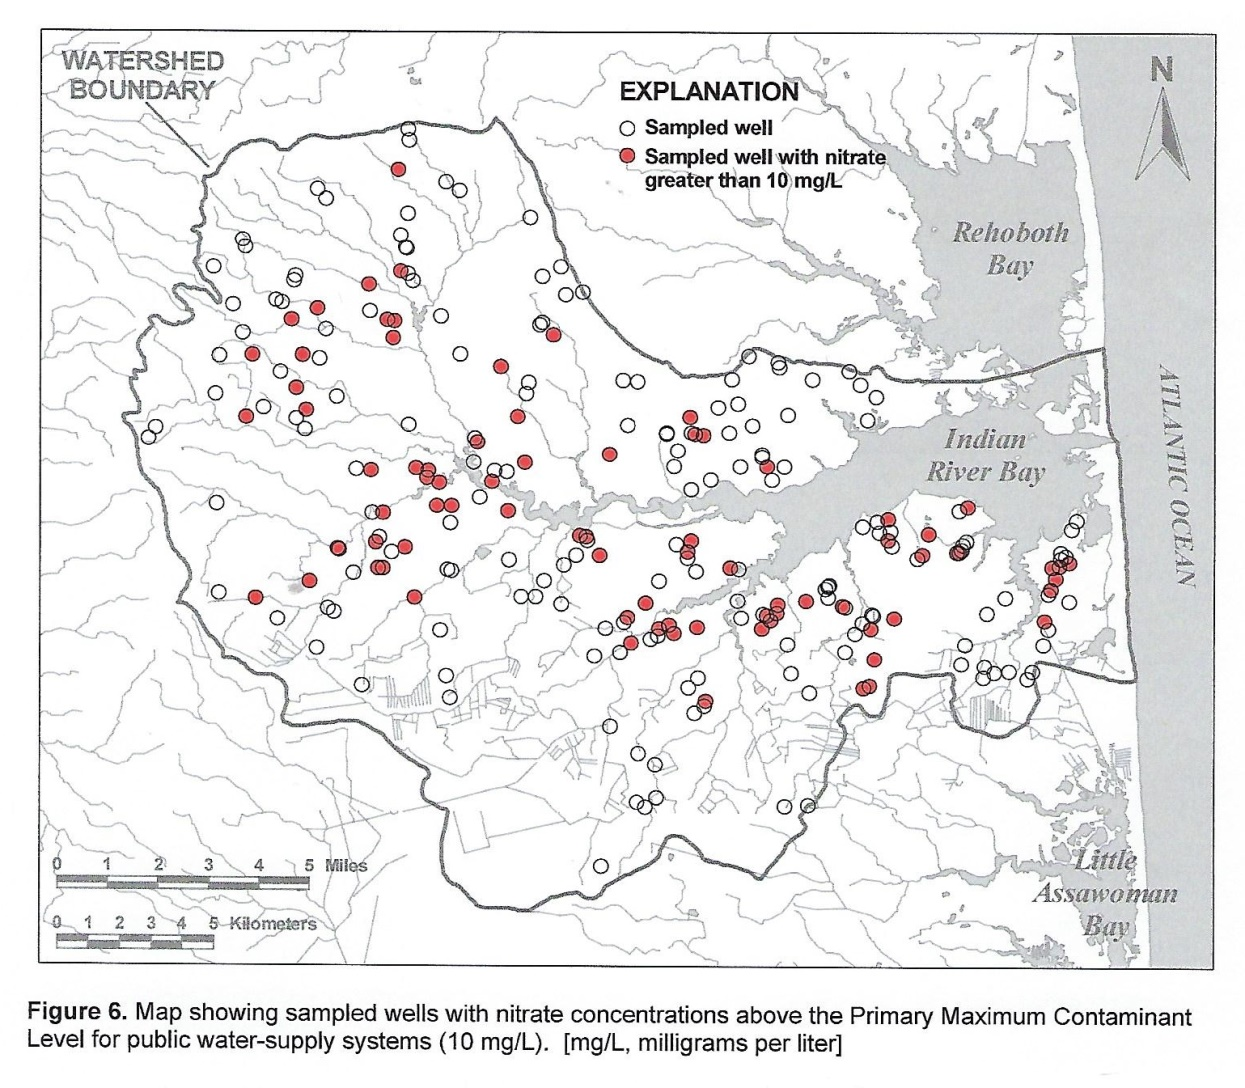 WATERSHED
BOUNDARY
EXPLANATION
Sampled well
Sampled well with nitrate
greater than 10 mg/L
N
Rehoboth
Bay
Indian
River Bay
ATLANTIC OCEAN
Little
Assawoman
Bay
0 1 2 3 4 5 Miles
0 1 2 3 4 5 Kilometers
Figure 6. Map showing sampled wells with nitrate concentrations above the Primary Maximum Contaminant
Level for public water-supply systems (10 mg/L). [mg/L, milligrams per liter]